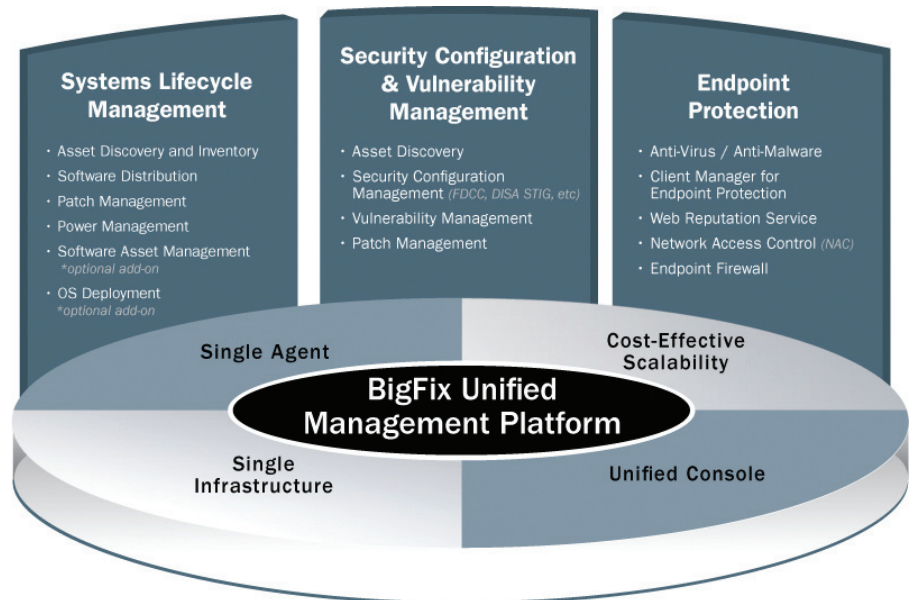 Systems Lifecycle
Management
· Asset Discovery and Inventory
· Software Distribution
· Patch Management
· Power Management
· Software Asset Management
*optional add-on
· OS Deployment
*optional add-on
Security Configuration
& Vulnerability
Management
· Asset Discovery
· Security Configuration
Management (FDCC, DISA STIG, etc)
· Vulnerability Management
· Patch Management
Endpoint
Protection
· Anti-Virus / Anti-Malware
· Client Manager for
Endpoint Protection
· Web Reputation Service
· Network Access Control (NAC)
· Endpoint Firewall
Single Agent
Cost-Effective
Scalability
BigFix Unified
Management Platform
Single
Infrastructure
Unified Console